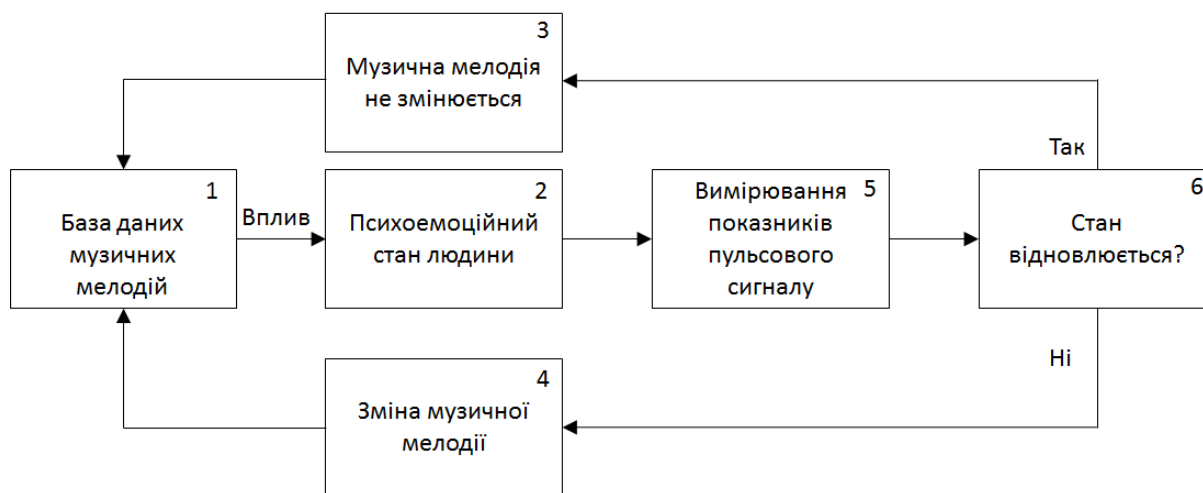 3
Музична мелодія
не змінюється
Так
1
База даних
музичних
мелодій
Вплив
2
Психоемоційний
стан людини
5
Вимірювання
показників
пульсового
сигналу
6
Стан
відновлюється?
Ні
4
Зміна музичної
мелодії